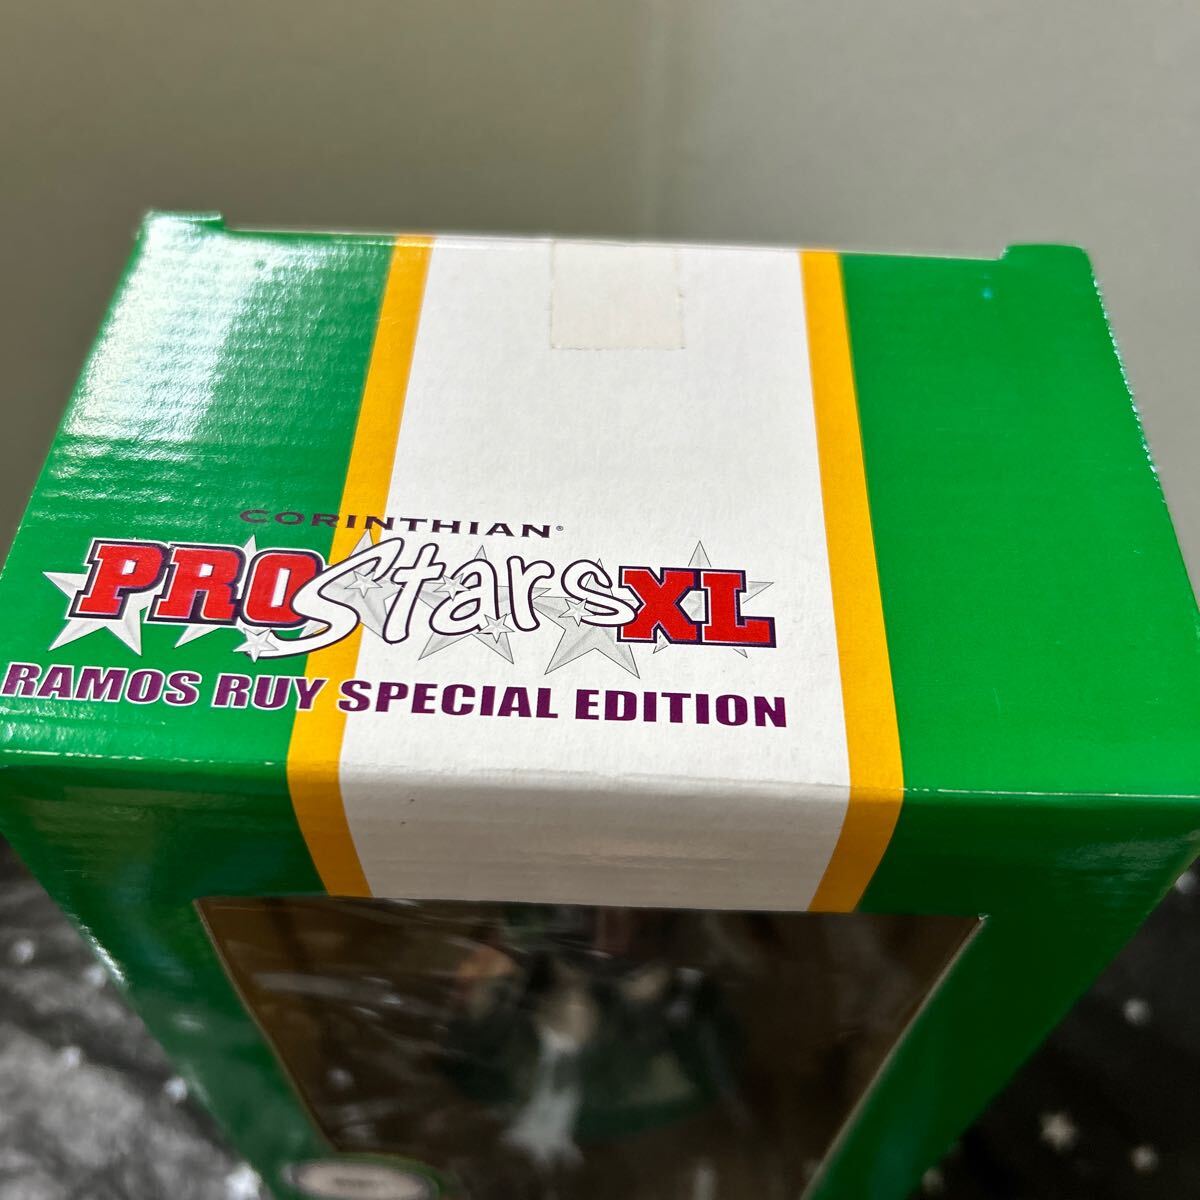 CORINTHIAN®
PROStarsXL
RAMOS RUY SPECIAL EDITION